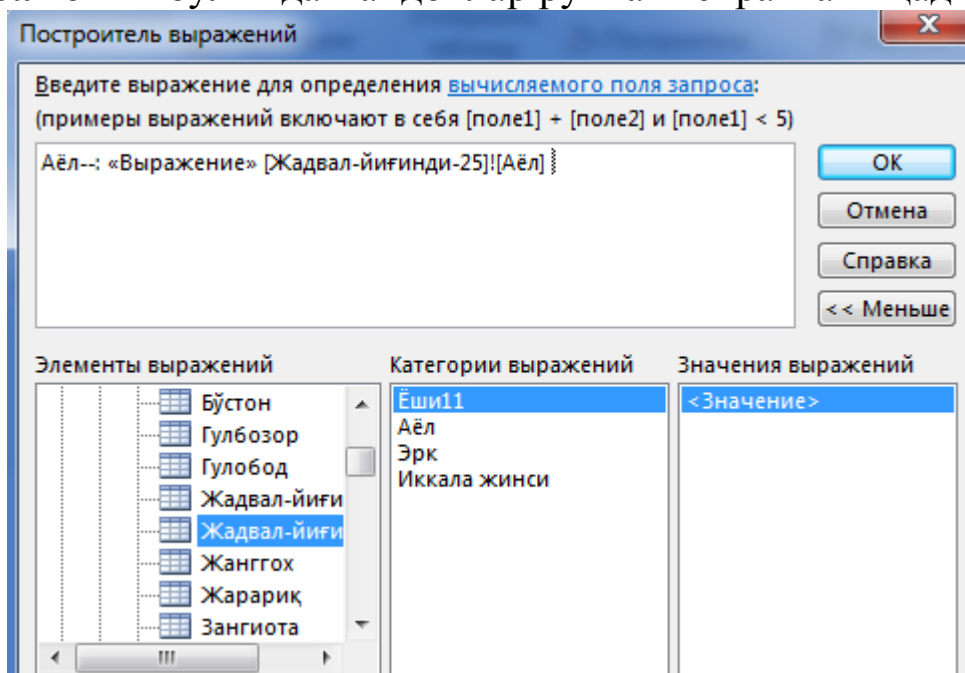 Построитель выражений
Введите выражение для определения вычисляемого поля запроса:
(примеры выражений включают в себя [поле1] + [поле2] и [поле1] < 5)
Аёл--: «Выражение» [Жадвал-йиғинди-25]![Аёл]
ОК
Отмена
Справка
<< Меньше
Элементы выражений
Бўстон
Гулбозор
Гулобод
Жадвал-йиғи
Жадвал-йиғи
Жанггох
Жарариқ
Зангиота
Категории выражений
Ёши11
Аёл
Эрк
Иккала жинси
Значения выражений
<Значение>